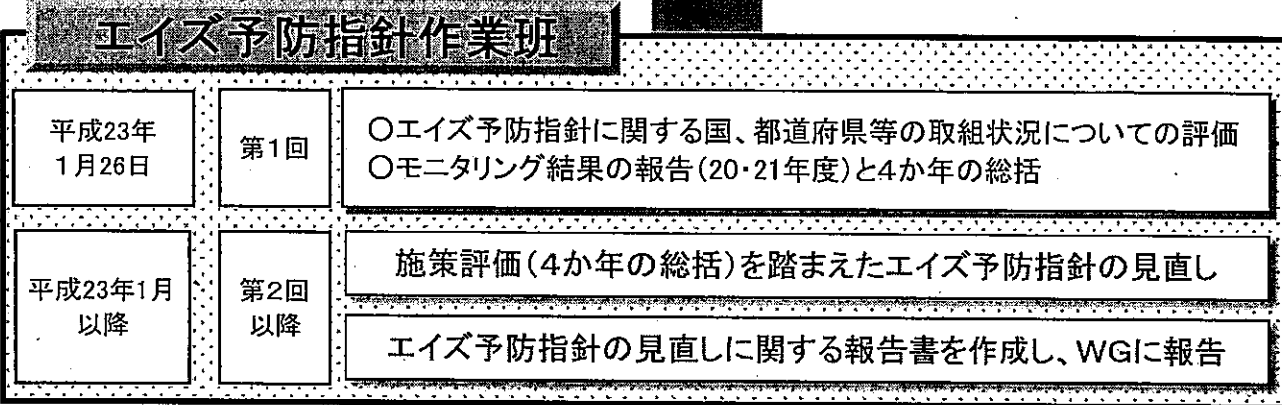 エイズ予防指針作業班
平成23年
1月26日
第1回
○エイズ予防指針に関する国、都道府県等の取組状況についての評価
○モニタリング結果の報告(20・21年度)と4か年の総括
平成23年1月
以降
第2回
以降
施策評価(4か年の総括)を踏まえたエイズ予防指針の見直し
エイズ予防指針の見直しに関する報告書を作成し、WGに報告